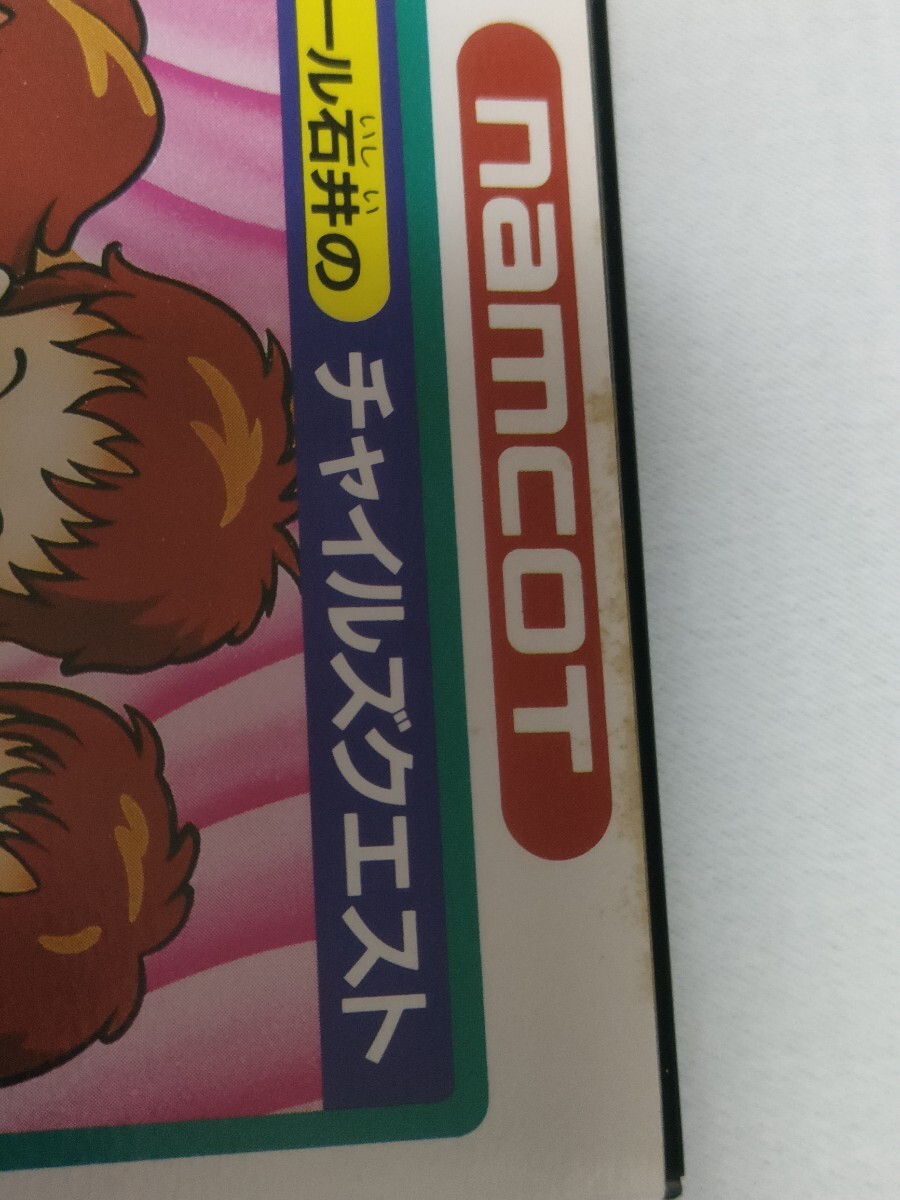 namcot
ール石井の
いし い
チャイルズクエスト